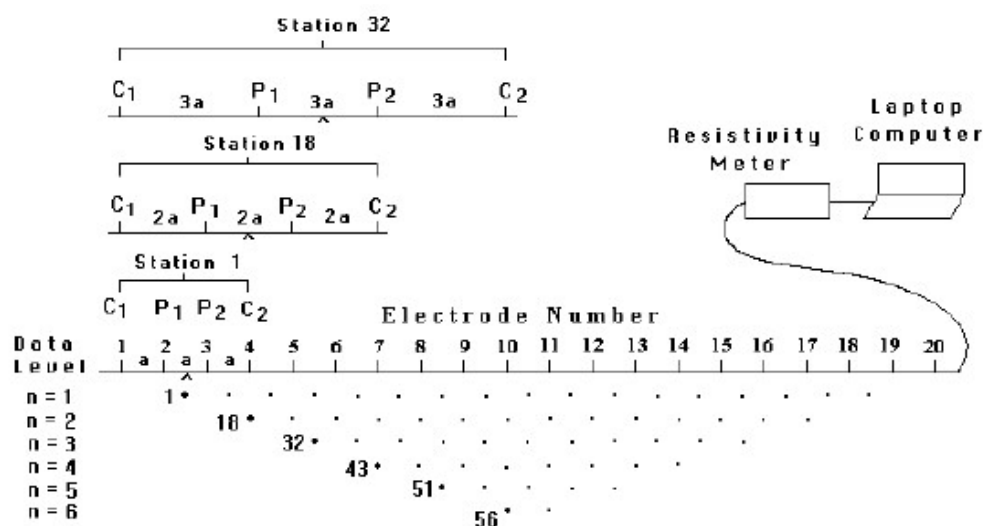 Station 32
C1 3a P1 3a P2 3a C2
Station 18
C1 2a P1 2a P2 2a C2
Station 1
C1 P1 P2 C2
Resistivity Meter
Laptop Computer
Electrode Number
Data Level
1 2 3 4 5 6 7 8 9 10 11 12 13 14 15 16 17 18 19 20
a a a
n = 1 1
n = 2 18
n = 3 32
n = 4 43
n = 5 51
n = 6 56